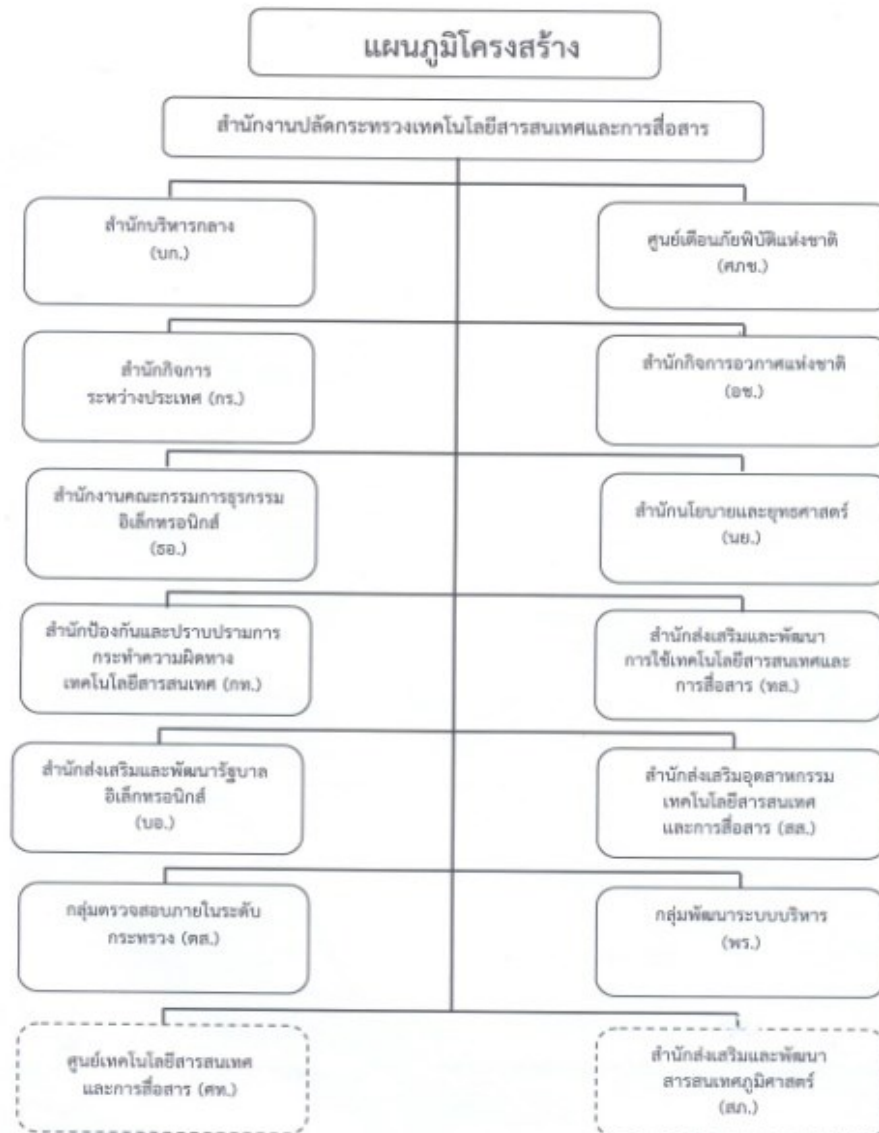 แผนภูมิโครงสร้าง
สำนักงานปลัดกระทรวงเทคโนโลยีสารสนเทศและการสื่อสาร
สำนักบริหารกลาง
(บก.)
ศูนย์เตือนภัยพิบัติแห่งชาติ
(ศภช.)
สำนักกิจการ
ระหว่างประเทศ (กร.)
สำนักกิจการอวกาศแห่งชาติ
(อช.)
สำนักงานคณะกรรมการธุรกรรม
อิเล็กทรอนิกส์
(ธอ.)
สำนักนโยบายและยุทธศาสตร์
(นย.)
สำนักป้องกันและปราบปรามการ
กระทำความผิดทาง
เทคโนโลยีสารสนเทศ (กท.)
สำนักส่งเสริมและพัฒนา
การใช้เทคโนโลยีสารสนเทศและ
การสื่อสาร (ทส.)
สำนักส่งเสริมและพัฒนารัฐบาล
อิเล็กทรอนิกส์
(บอ.)
สำนักส่งเสริมอุตสาหกรรม
เทคโนโลยีสารสนเทศ
และการสื่อสาร (สส.)
กลุ่มตรวจสอบภายในระดับ
กระทรวง (ตส.)
กลุ่มพัฒนาระบบบริหาร
(พร.)
ศูนย์เทคโนโลยีสารสนเทศ
และการสื่อสาร (ศท.)
สำนักส่งเสริมและพัฒนา
สารสนเทศภูมิศาสตร์
(สภ.)